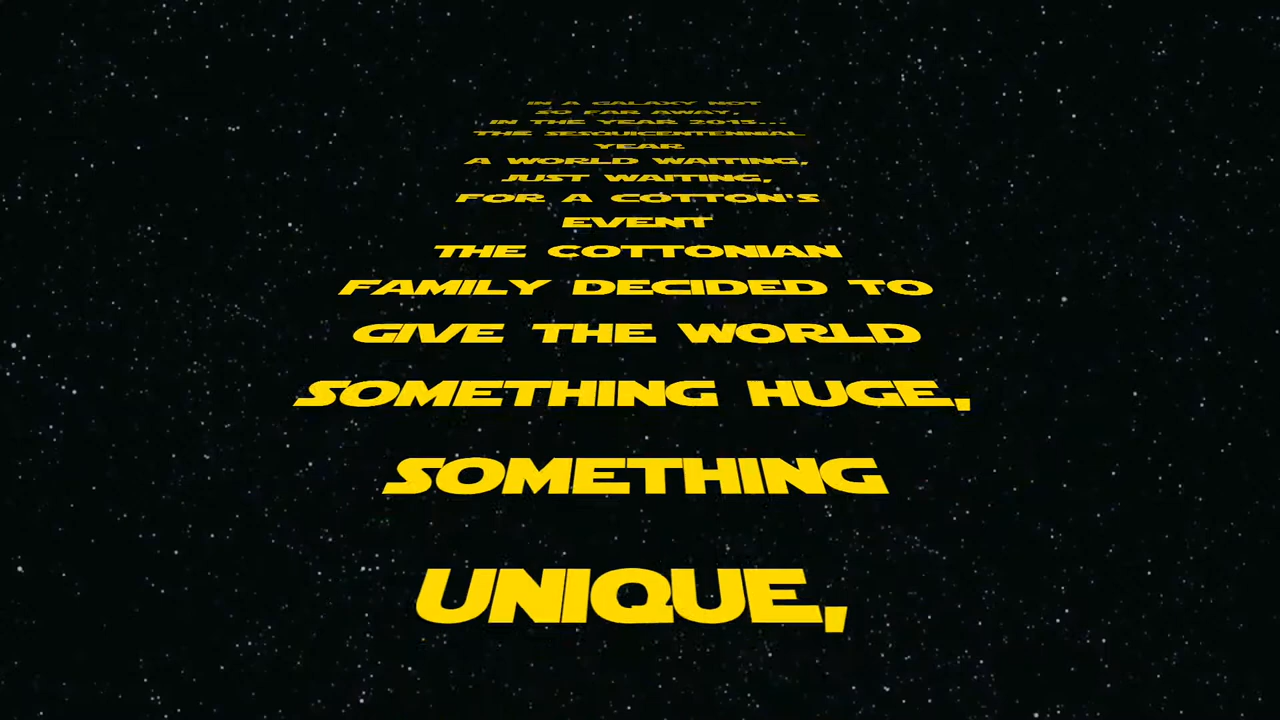 IN A GALAXY NOT
SO FAR AWAY,
IN THE YEAR 2015...
THE SESQUICENTENNIAL
YEAR
A WORLD WAITING,
JUST WAITING,
FOR A COTTON'S
EVENT
THE COTTONIAN
FAMILY DECIDED TO
GIVE THE WORLD
SOMETHING HUGE,
SOMETHING
UNIQUE,